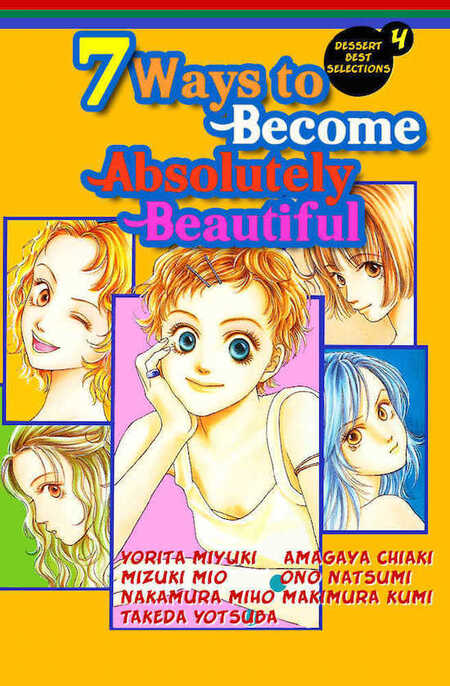 7 Ways to
Become
Absolutely
Beautiful
DESSERT
BEST
SELECTIONS
4
YORITA MIYUKI AMAGAYA CHIAKI
MIZUKI MIO ONO NATSUMI
NAKAMURA MIHO MAKIMURA KUMI
TAKEDA YOTSUBA